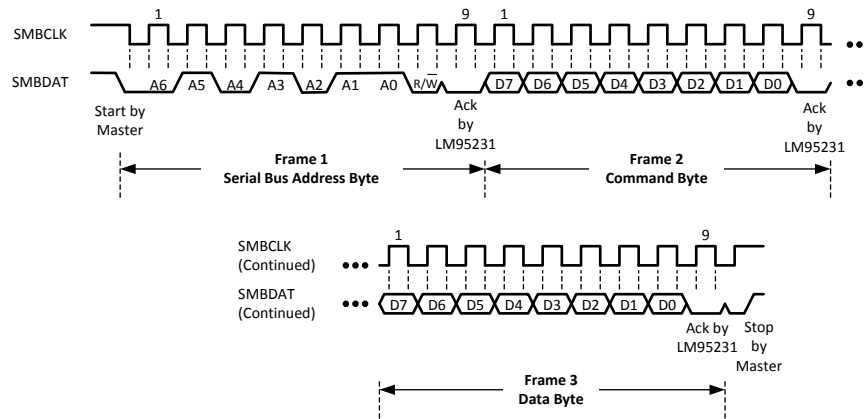 1 9 1 9
SMBCLK
SMBDAT A6 A5 A4 A3 A2 A1 A0 R/W̅ D7 D6 D5 D4 D3 D2 D1 D0
Start by
Master
Ack
by
LM95231
Ack
by
LM95231
Frame 1
Serial Bus Address Byte
Frame 2
Command Byte
1 9
SMBCLK
(Continued)
SMBDAT
(Continued)
D7 D6 D5 D4 D3 D2 D1 D0
Ack by
LM95231
Stop
by
Master
Frame 3
Data Byte